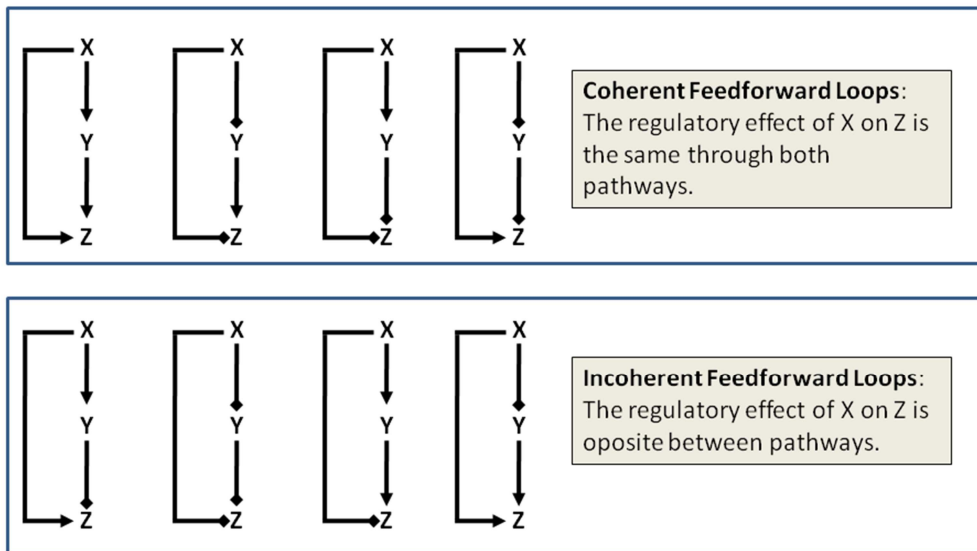 X X X X
Y Y Y Y
Z Z Z Z
Coherent Feedforward Loops:
The regulatory effect of X on Z is
the same through both
pathways.
X X X X
Y Y Y Y
Z Z Z Z
Incoherent Feedforward Loops:
The regulatory effect of X on Z is
oposite between pathways.